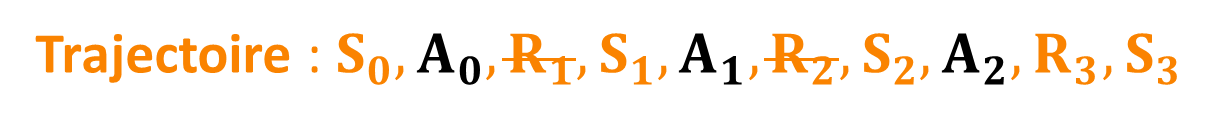 Trajectoire : S₀, A₀, R₁, S₁, A₁, R₂, S₂, A₂, R₃, S₃